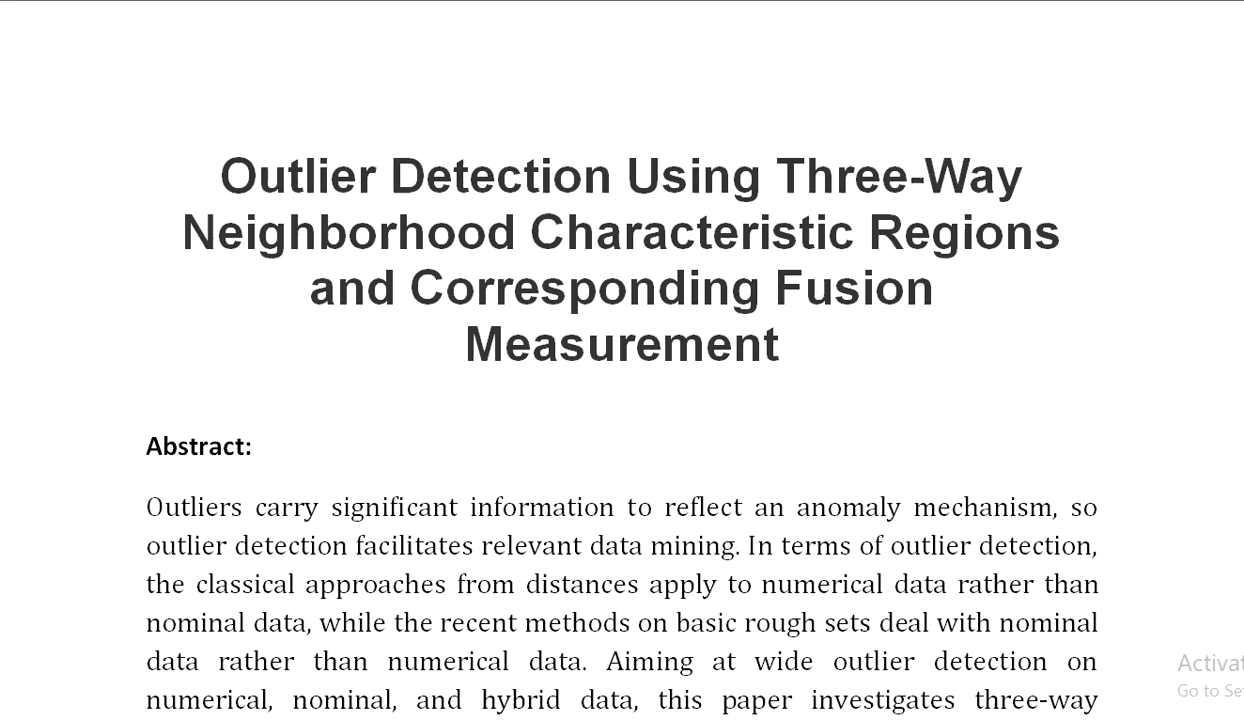 Outlier Detection Using Three-Way
Neighborhood Characteristic Regions
and Corresponding Fusion
Measurement
Abstract:
Outliers carry significant information to reflect an anomaly mechanism, so
outlier detection facilitates relevant data mining. In terms of outlier detection,
the classical approaches from distances apply to numerical data rather than
nominal data, while the recent methods on basic rough sets deal with nominal
data rather than numerical data. Aiming at wide outlier detection on
numerical, nominal, and hybrid data, this paper investigates three-way
Go to